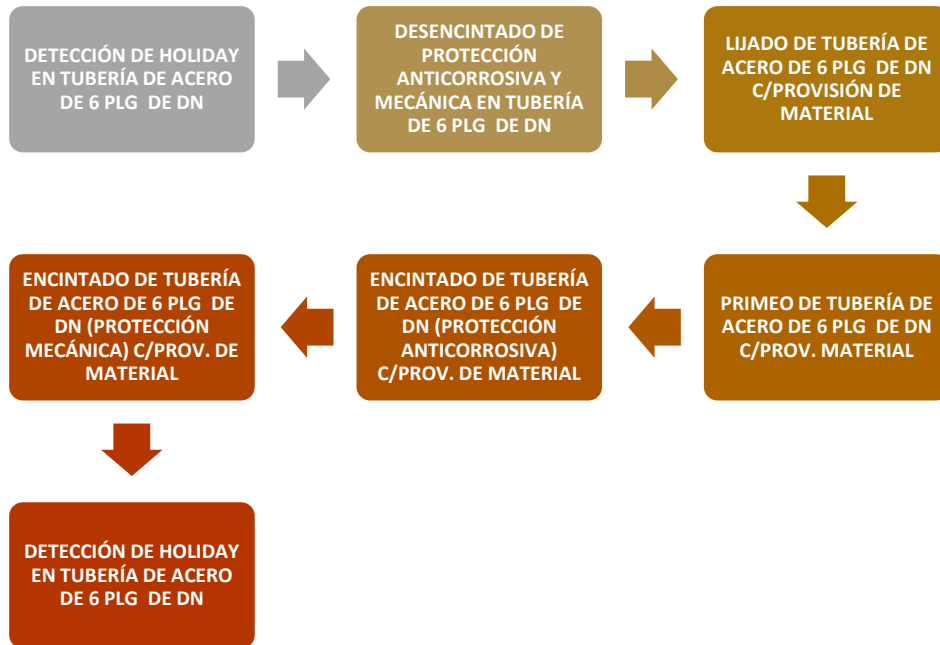 DETECCIÓN DE HOLIDAY
EN TUBERÍA DE ACERO
DE 6 PLG DE DN
DESENCINTADO DE
PROTECCIÓN
ANTICORROSIVA Y
MECÁNICA EN TUBERÍA
DE 6 PLG DE DN
LIJADO DE TUBERÍA DE
ACERO DE 6 PLG DE DN
C/PROVISIÓN DE
MATERIAL
PRIMEO DE TUBERÍA DE
ACERO DE 6 PLG DE DN
C/PROV. MATERIAL
ENCINTADO DE TUBERÍA
DE ACERO DE 6 PLG DE
DN (PROTECCIÓN
ANTICORROSIVA)
C/PROV. DE MATERIAL
ENCINTADO DE TUBERÍA
DE ACERO DE 6 PLG DE
DN (PROTECCIÓN
MECÁNICA) C/PROV. DE
MATERIAL
DETECCIÓN DE HOLIDAY
EN TUBERÍA DE ACERO
DE 6 PLG DE DN